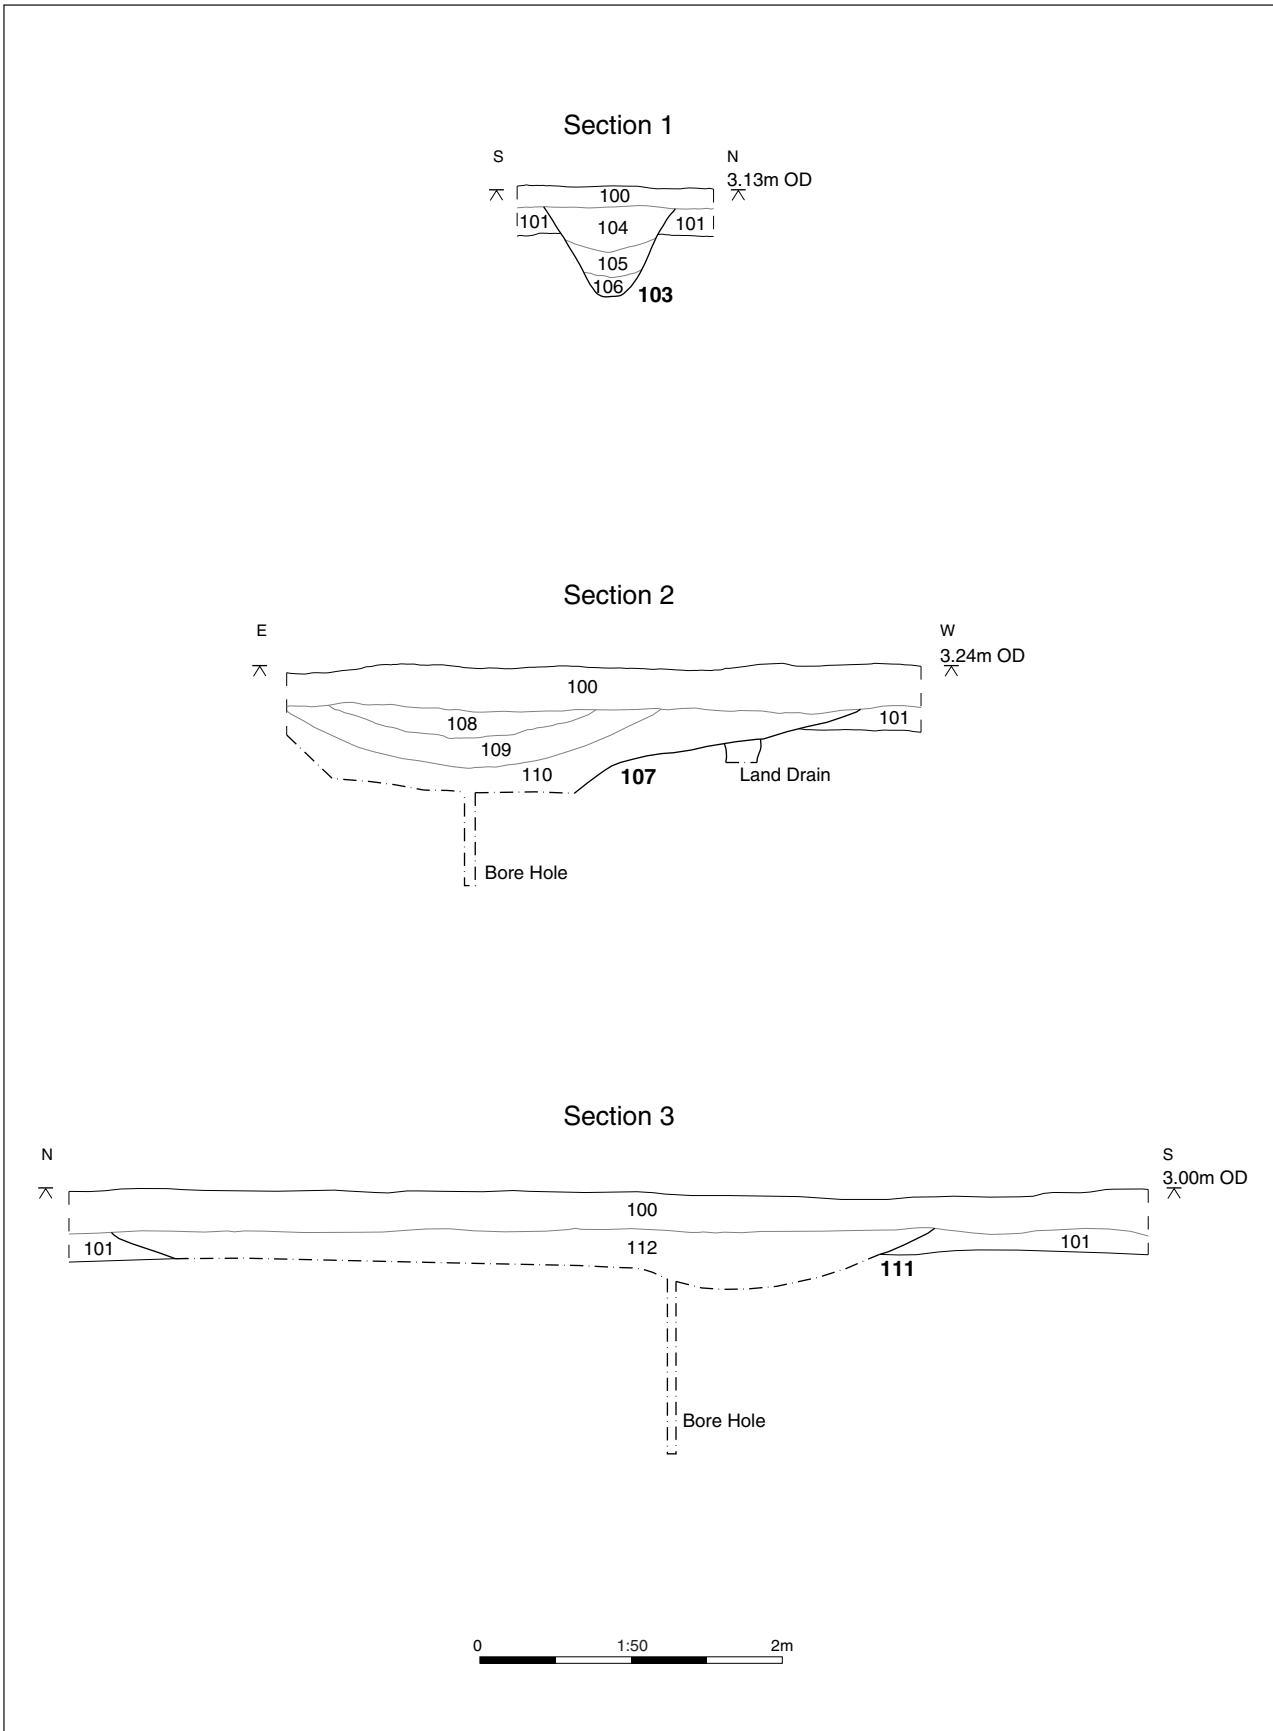 Section 1
S N
3.13m OD
100
101 104 101
105
106 103
Section 2
E W
3.24m OD
100
108 101
109
110 107 Land Drain
Bore Hole
Section 3
N S
3.00m OD
100
101 112 101
111
Bore Hole
0 1:50 2m